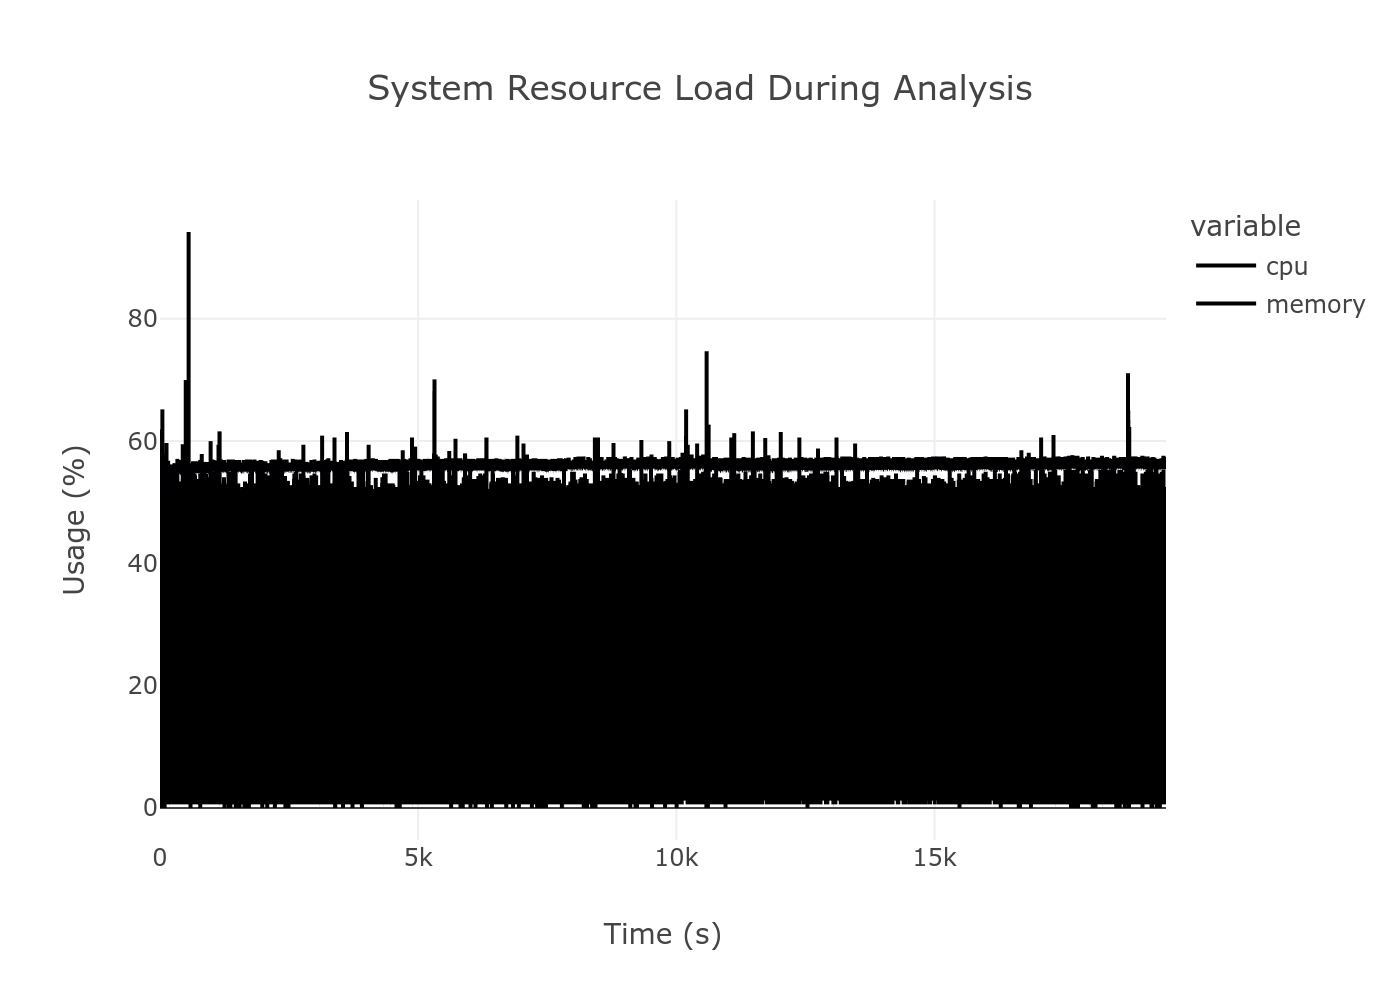 System Resource Load During Analysis
variable
cpu
memory
80
60
40
20
0
Usage (%)
0 5k 10k 15k
Time (s)